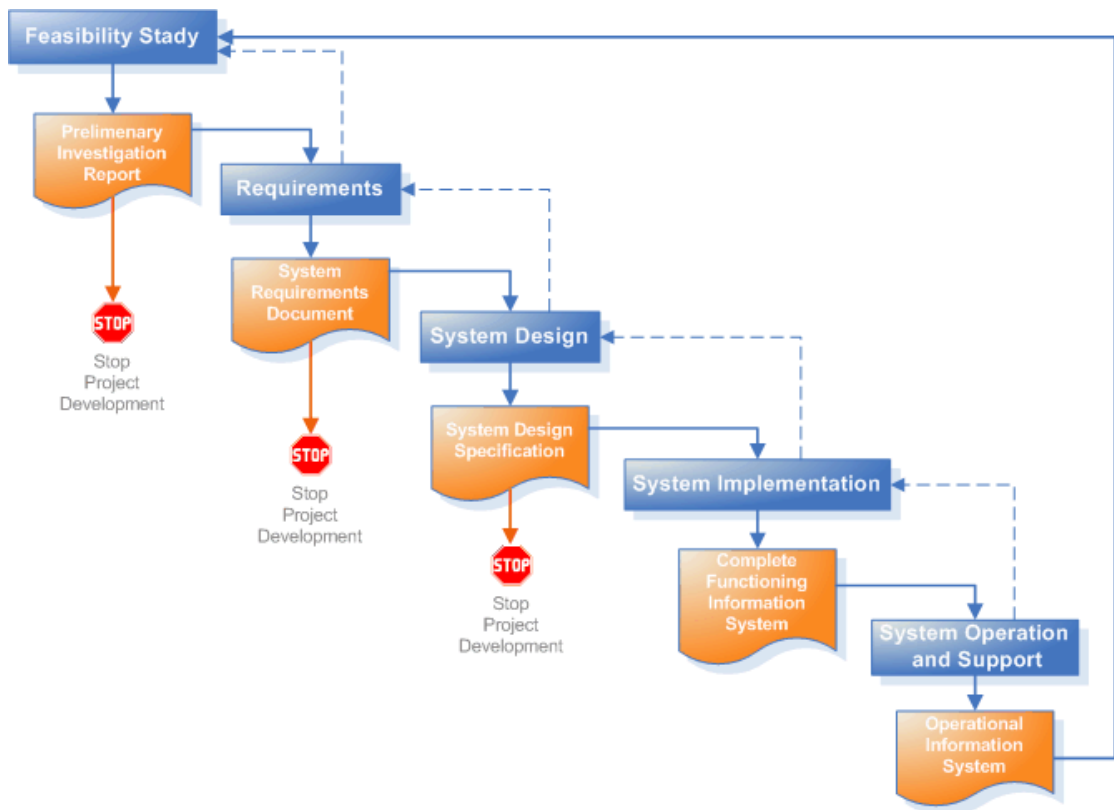 Feasibility Stady
Prelimenary
Investigation
Report
Requirements
STOP
Stop
Project
Development
System
Requirements
Document
System Design
STOP
Stop
Project
Development
System Design
Specification
System Implementation
STOP
Stop
Project
Development
Complete
Functioning
Information
System
System Operation
and Support
Operational
Information
System